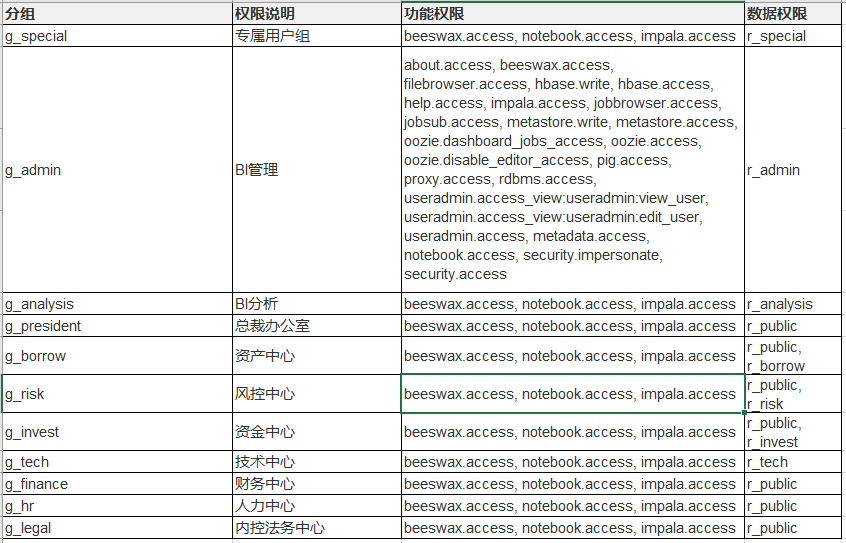 分组 权限说明 功能权限 数据权限
g_special 专属用户组 beeswax.access, notebook.access, impala.access r_special
about.access, beeswax.access,
filebrowser.access, hbase.write, hbase.access,
help.access, impala.access, jobbrowser.access,
jobsub.access, metastore.write, metastore.access,
oozie.dashboard_jobs_access, oozie.access,
g_admin BI管理 oozie.disable_editor_access, pig.access, r_admin
proxy.access, rdbms.access,
useradmin.access_view:useradmin:view_user,
useradmin.access_view:useradmin:edit_user,
useradmin.access, metadata.access,
notebook.access, security.impersonate,
security.access
g_analysis BI分析 beeswax.access, notebook.access, impala.access r_analysis
g_president 总裁办公室 beeswax.access, notebook.access, impala.access r_public
g_borrow 资产中心 beeswax.access, notebook.access, impala.access r_public,
r_borrow
g_risk 风控中心 beeswax.access, notebook.access, impala.access r_public,
r_risk
g_invest 资金中心 beeswax.access, notebook.access, impala.access r_public,
r_invest
g_tech 技术中心 beeswax.access, notebook.access, impala.access r_tech
g_finance 财务中心 beeswax.access, notebook.access, impala.access r_public
g_hr 人力中心 beeswax.access, notebook.access, impala.access r_public
g_legal 内控法务中心 beeswax.access, notebook.access, impala.access r_public